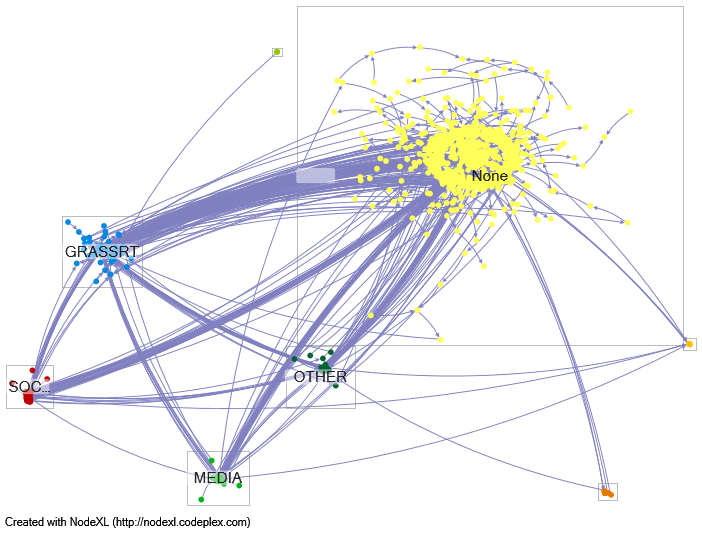 None
GRASSRT
SOC...
OTHER
MEDIA
Created with NodeXL (http://nodexl.codeplex.com)